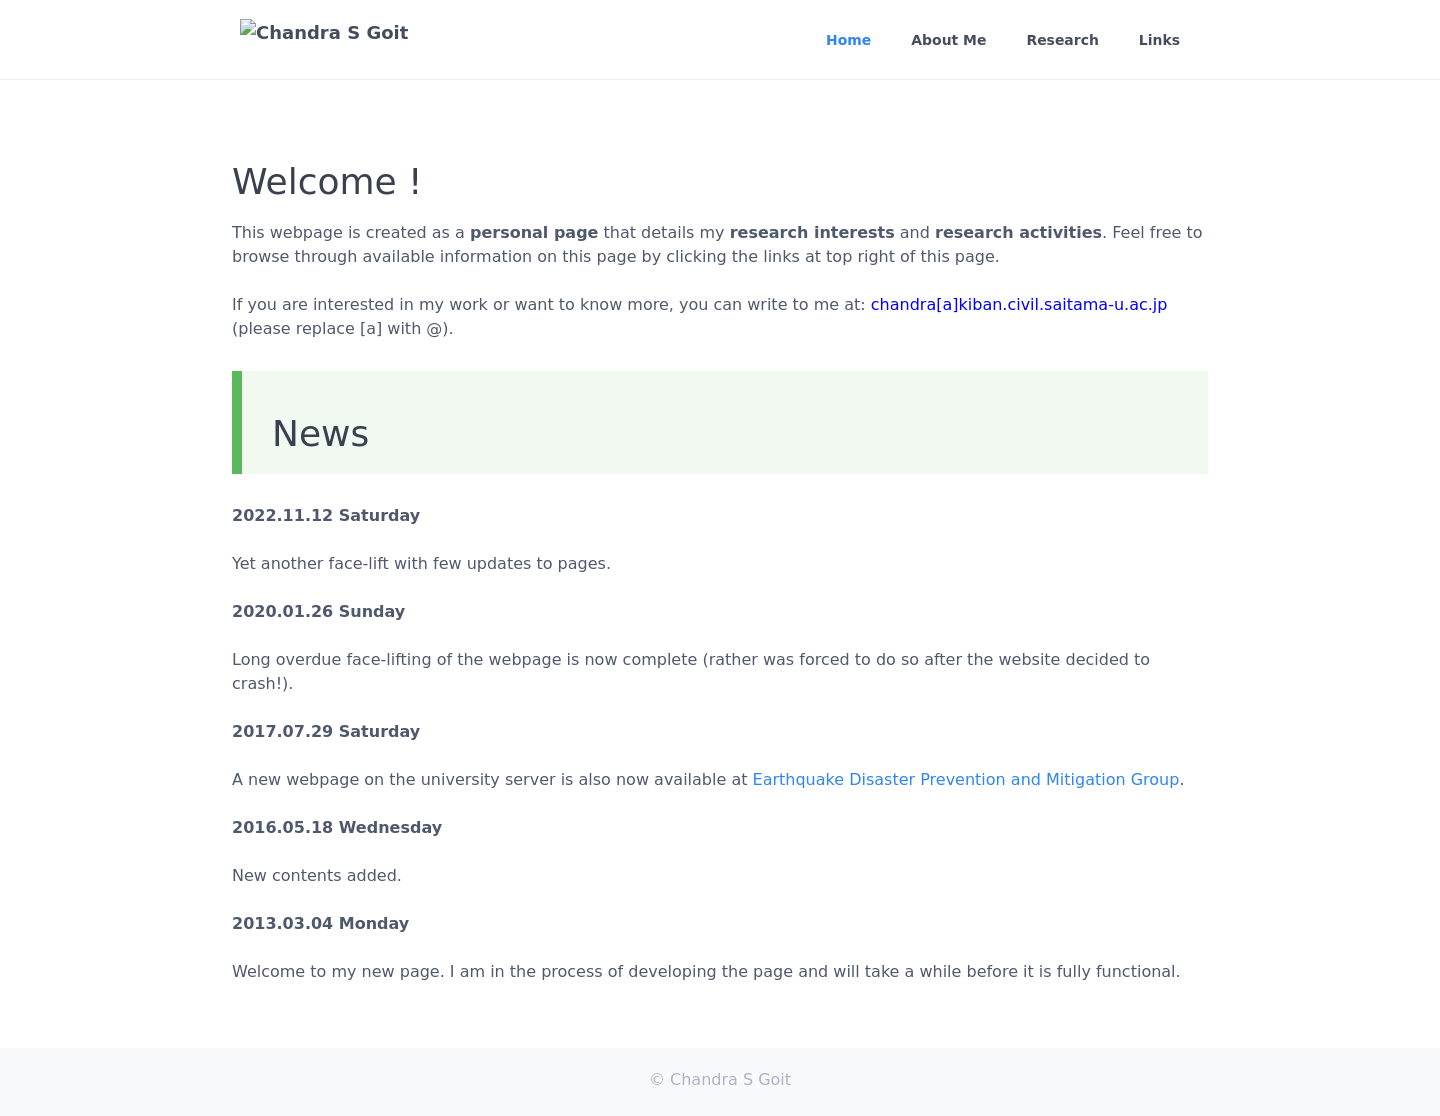 Chandra S Goit
Home About Me Research Links
Welcome !
This webpage is created as a personal page that details my research interests and research activities. Feel free to
browse through available information on this page by clicking the links at top right of this page.
If you are interested in my work or want to know more, you can write to me at: chandra[a]kiban.civil.saitama-u.ac.jp
(please replace [a] with @).
News
2022.11.12 Saturday
Yet another face-lift with few updates to pages.
2020.01.26 Sunday
Long overdue face-lifting of the webpage is now complete (rather was forced to do so after the website decided to
crash!).
2017.07.29 Saturday
A new webpage on the university server is also now available at Earthquake Disaster Prevention and Mitigation Group.
2016.05.18 Wednesday
New contents added.
2013.03.04 Monday
Welcome to my new page. I am in the process of developing the page and will take a while before it is fully functional.
© Chandra S Goit